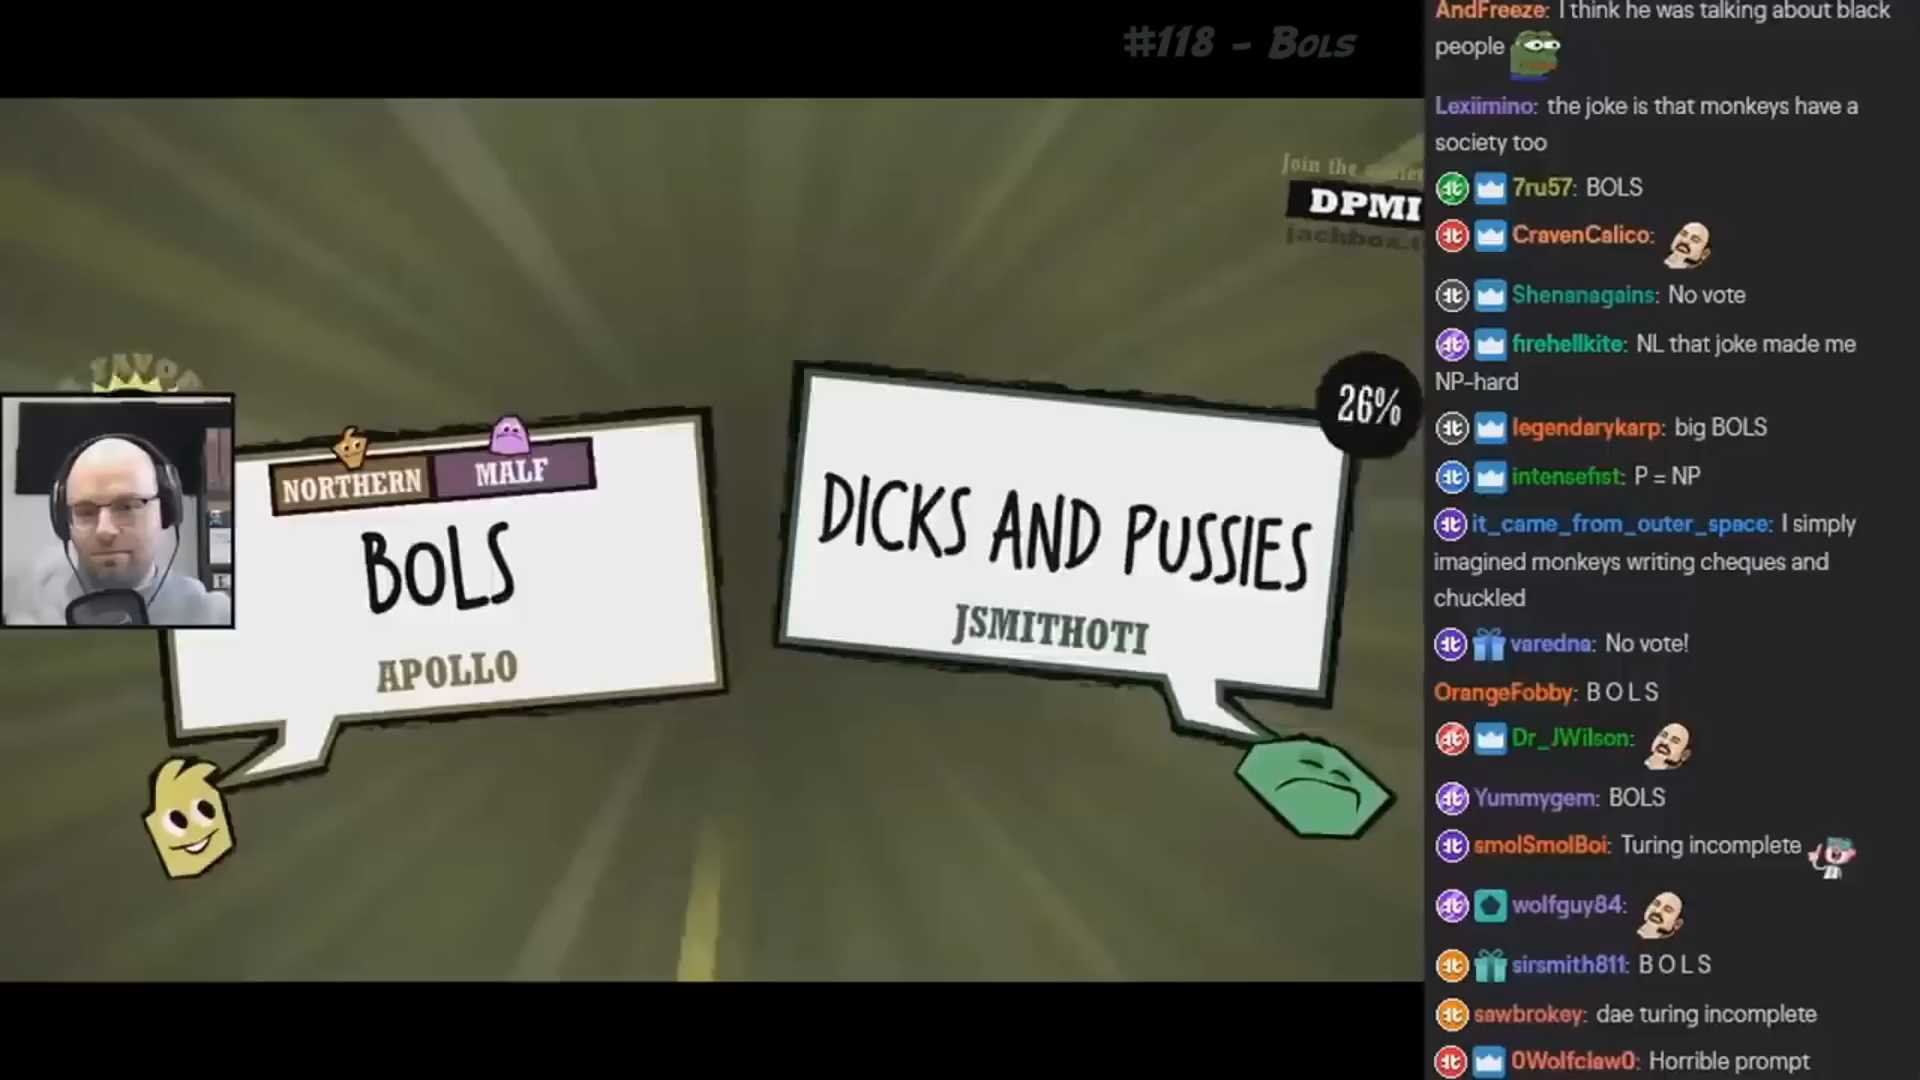 #118 - BOLS
Join the
DPMI
jackbox.t
NORTHERN
MALF
BOLS
APOLLO
26%
DICKS AND PUSSIES
JSMITHOTI
AndFreeze: I think he was talking about black
people
Lexiimino: the joke is that monkeys have a
society too
7ru57: BOLS
CravenCalico:
Shenanagains: No vote
firehellkite: NL that joke made me
NP-hard
legendarykarp: big BOLS
intensefist: P = NP
it_came_from_outer_space: I simply
imagined monkeys writing cheques and
chuckled
varedna: No vote!
OrangeFobby: B O L S
Dr_JWilson:
Yummygem: BOLS
smolSmolBoi: Turing incomplete
wolfguy84:
sirsmith811: B O L S
sawbrokey: dae turing incomplete
0Wolfclaw0: Horrible prompt